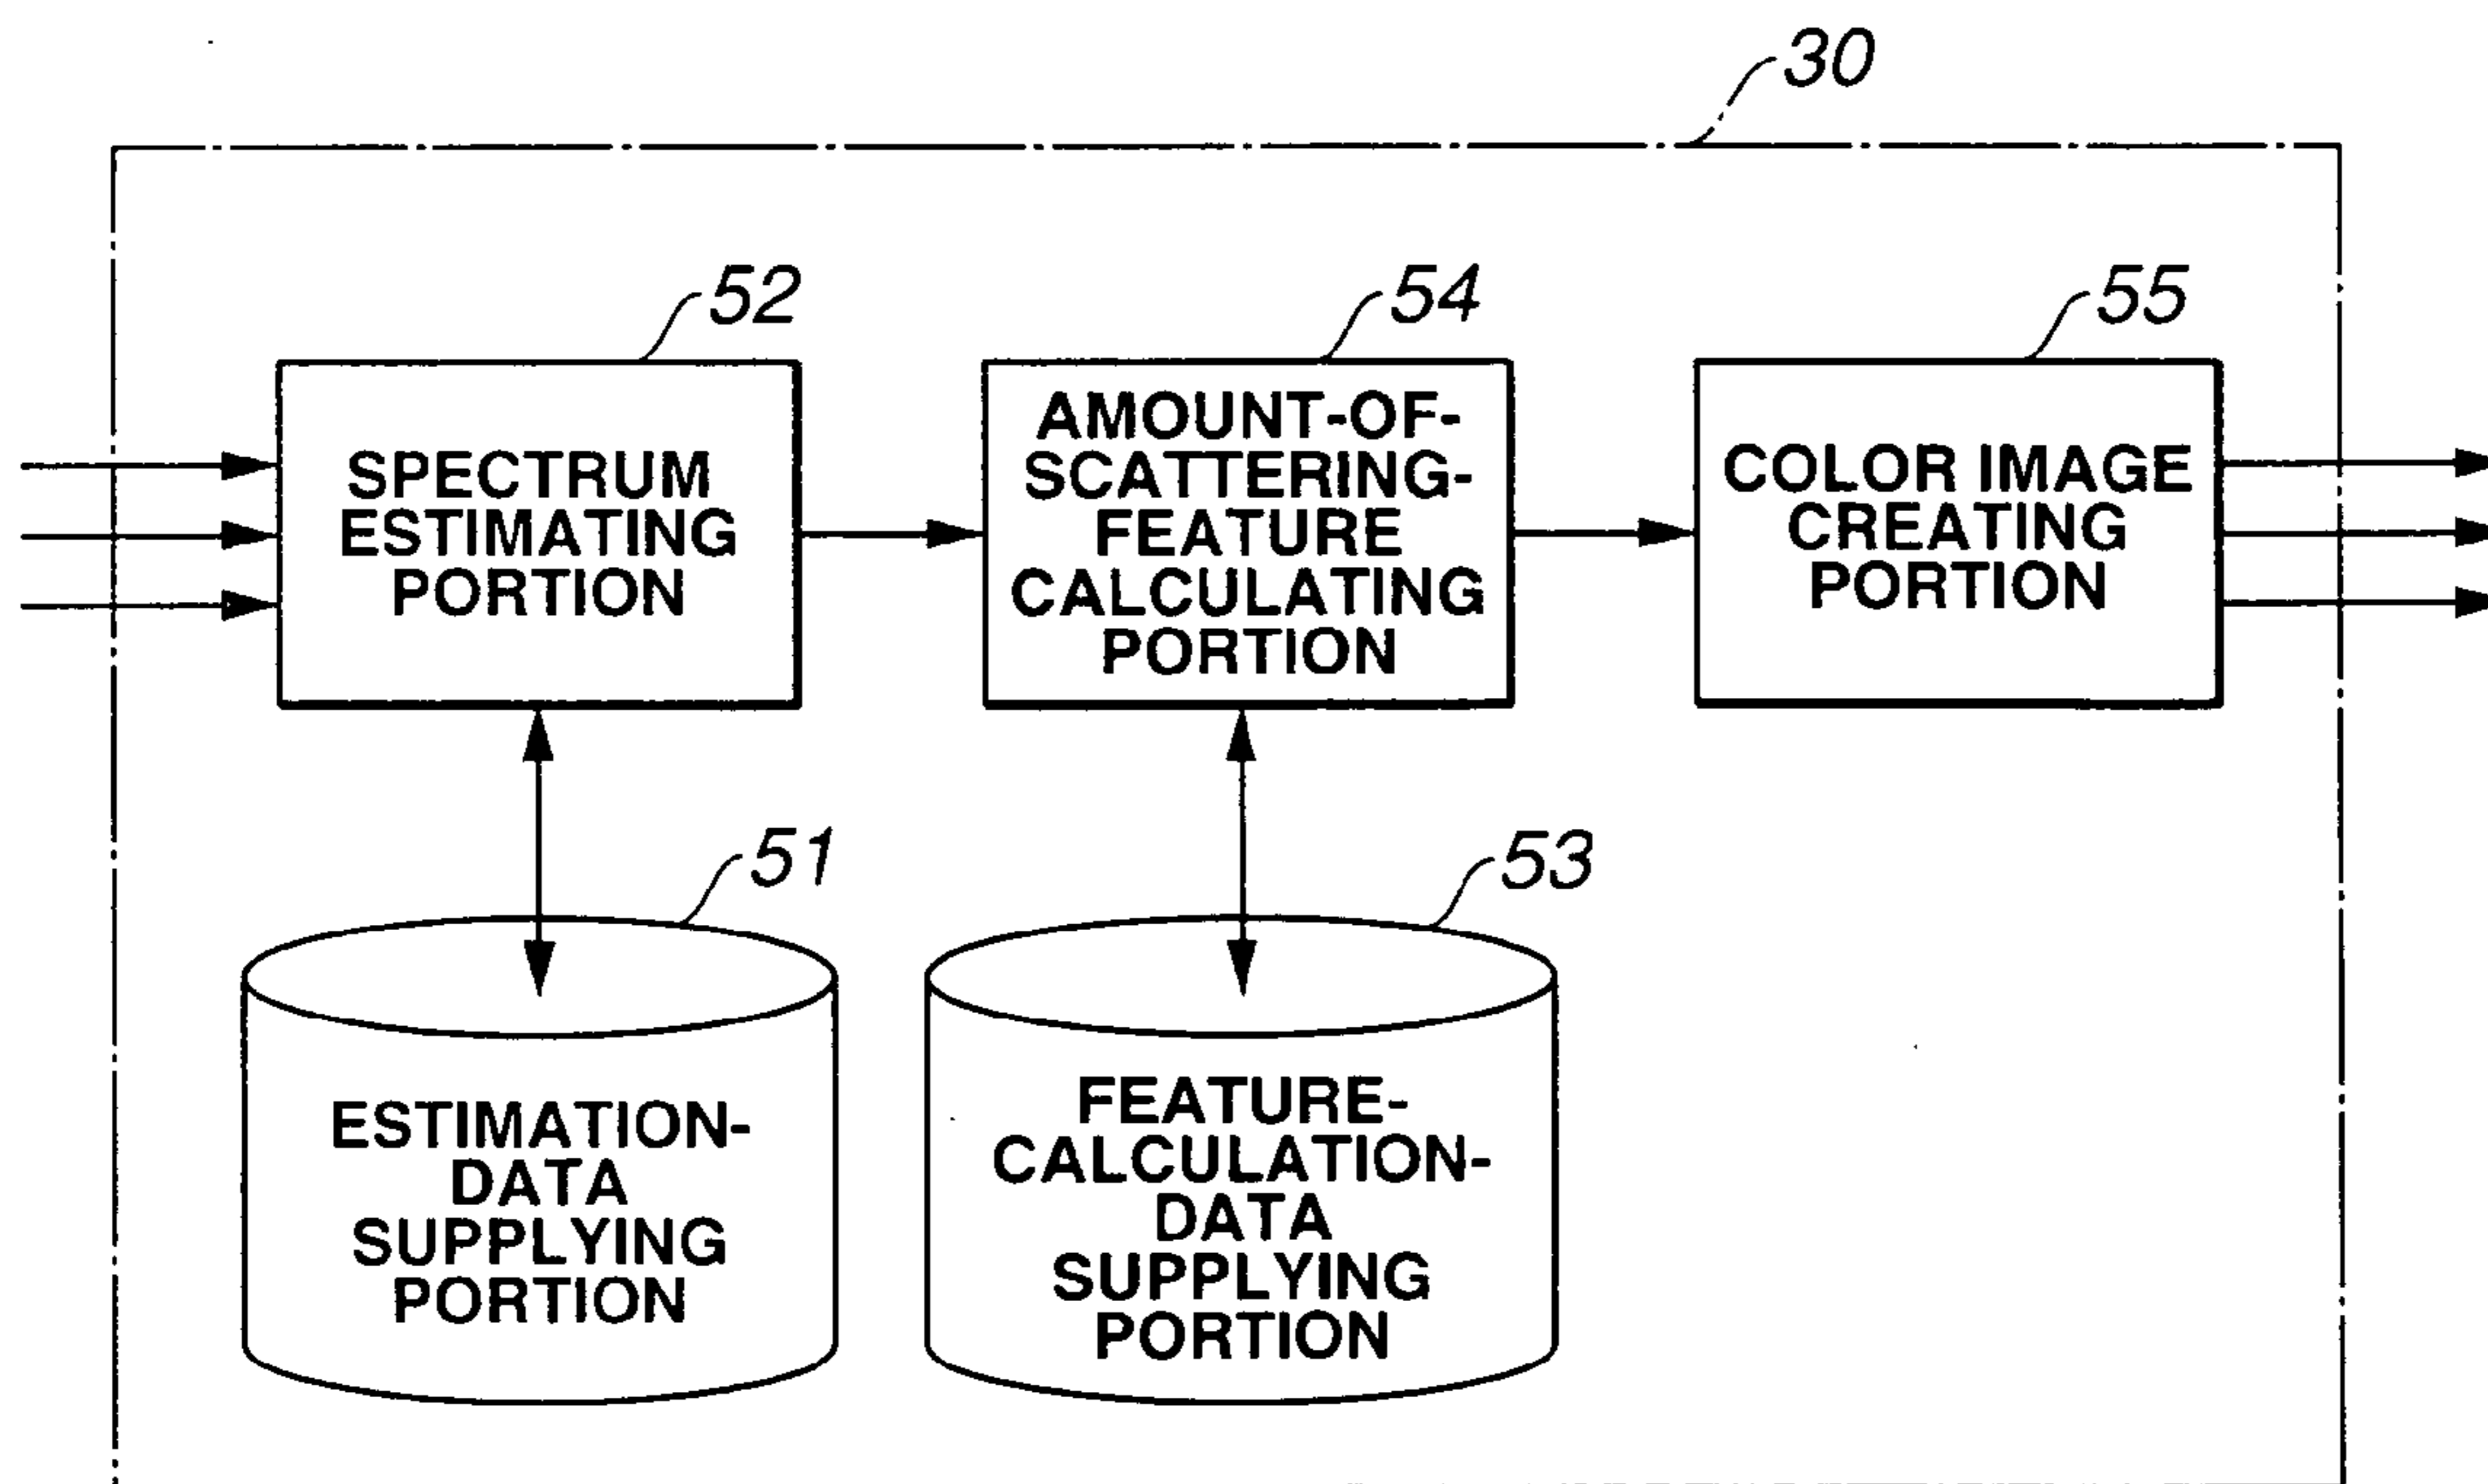 30
52
SPECTRUM
ESTIMATING
PORTION
54
AMOUNT-OF-
SCATTERING-
FEATURE
CALCULATING
PORTION
55
COLOR IMAGE
CREATING
PORTION
51
ESTIMATION-
DATA
SUPPLYING
PORTION
53
FEATURE-
CALCULATION-
DATA
SUPPLYING
PORTION